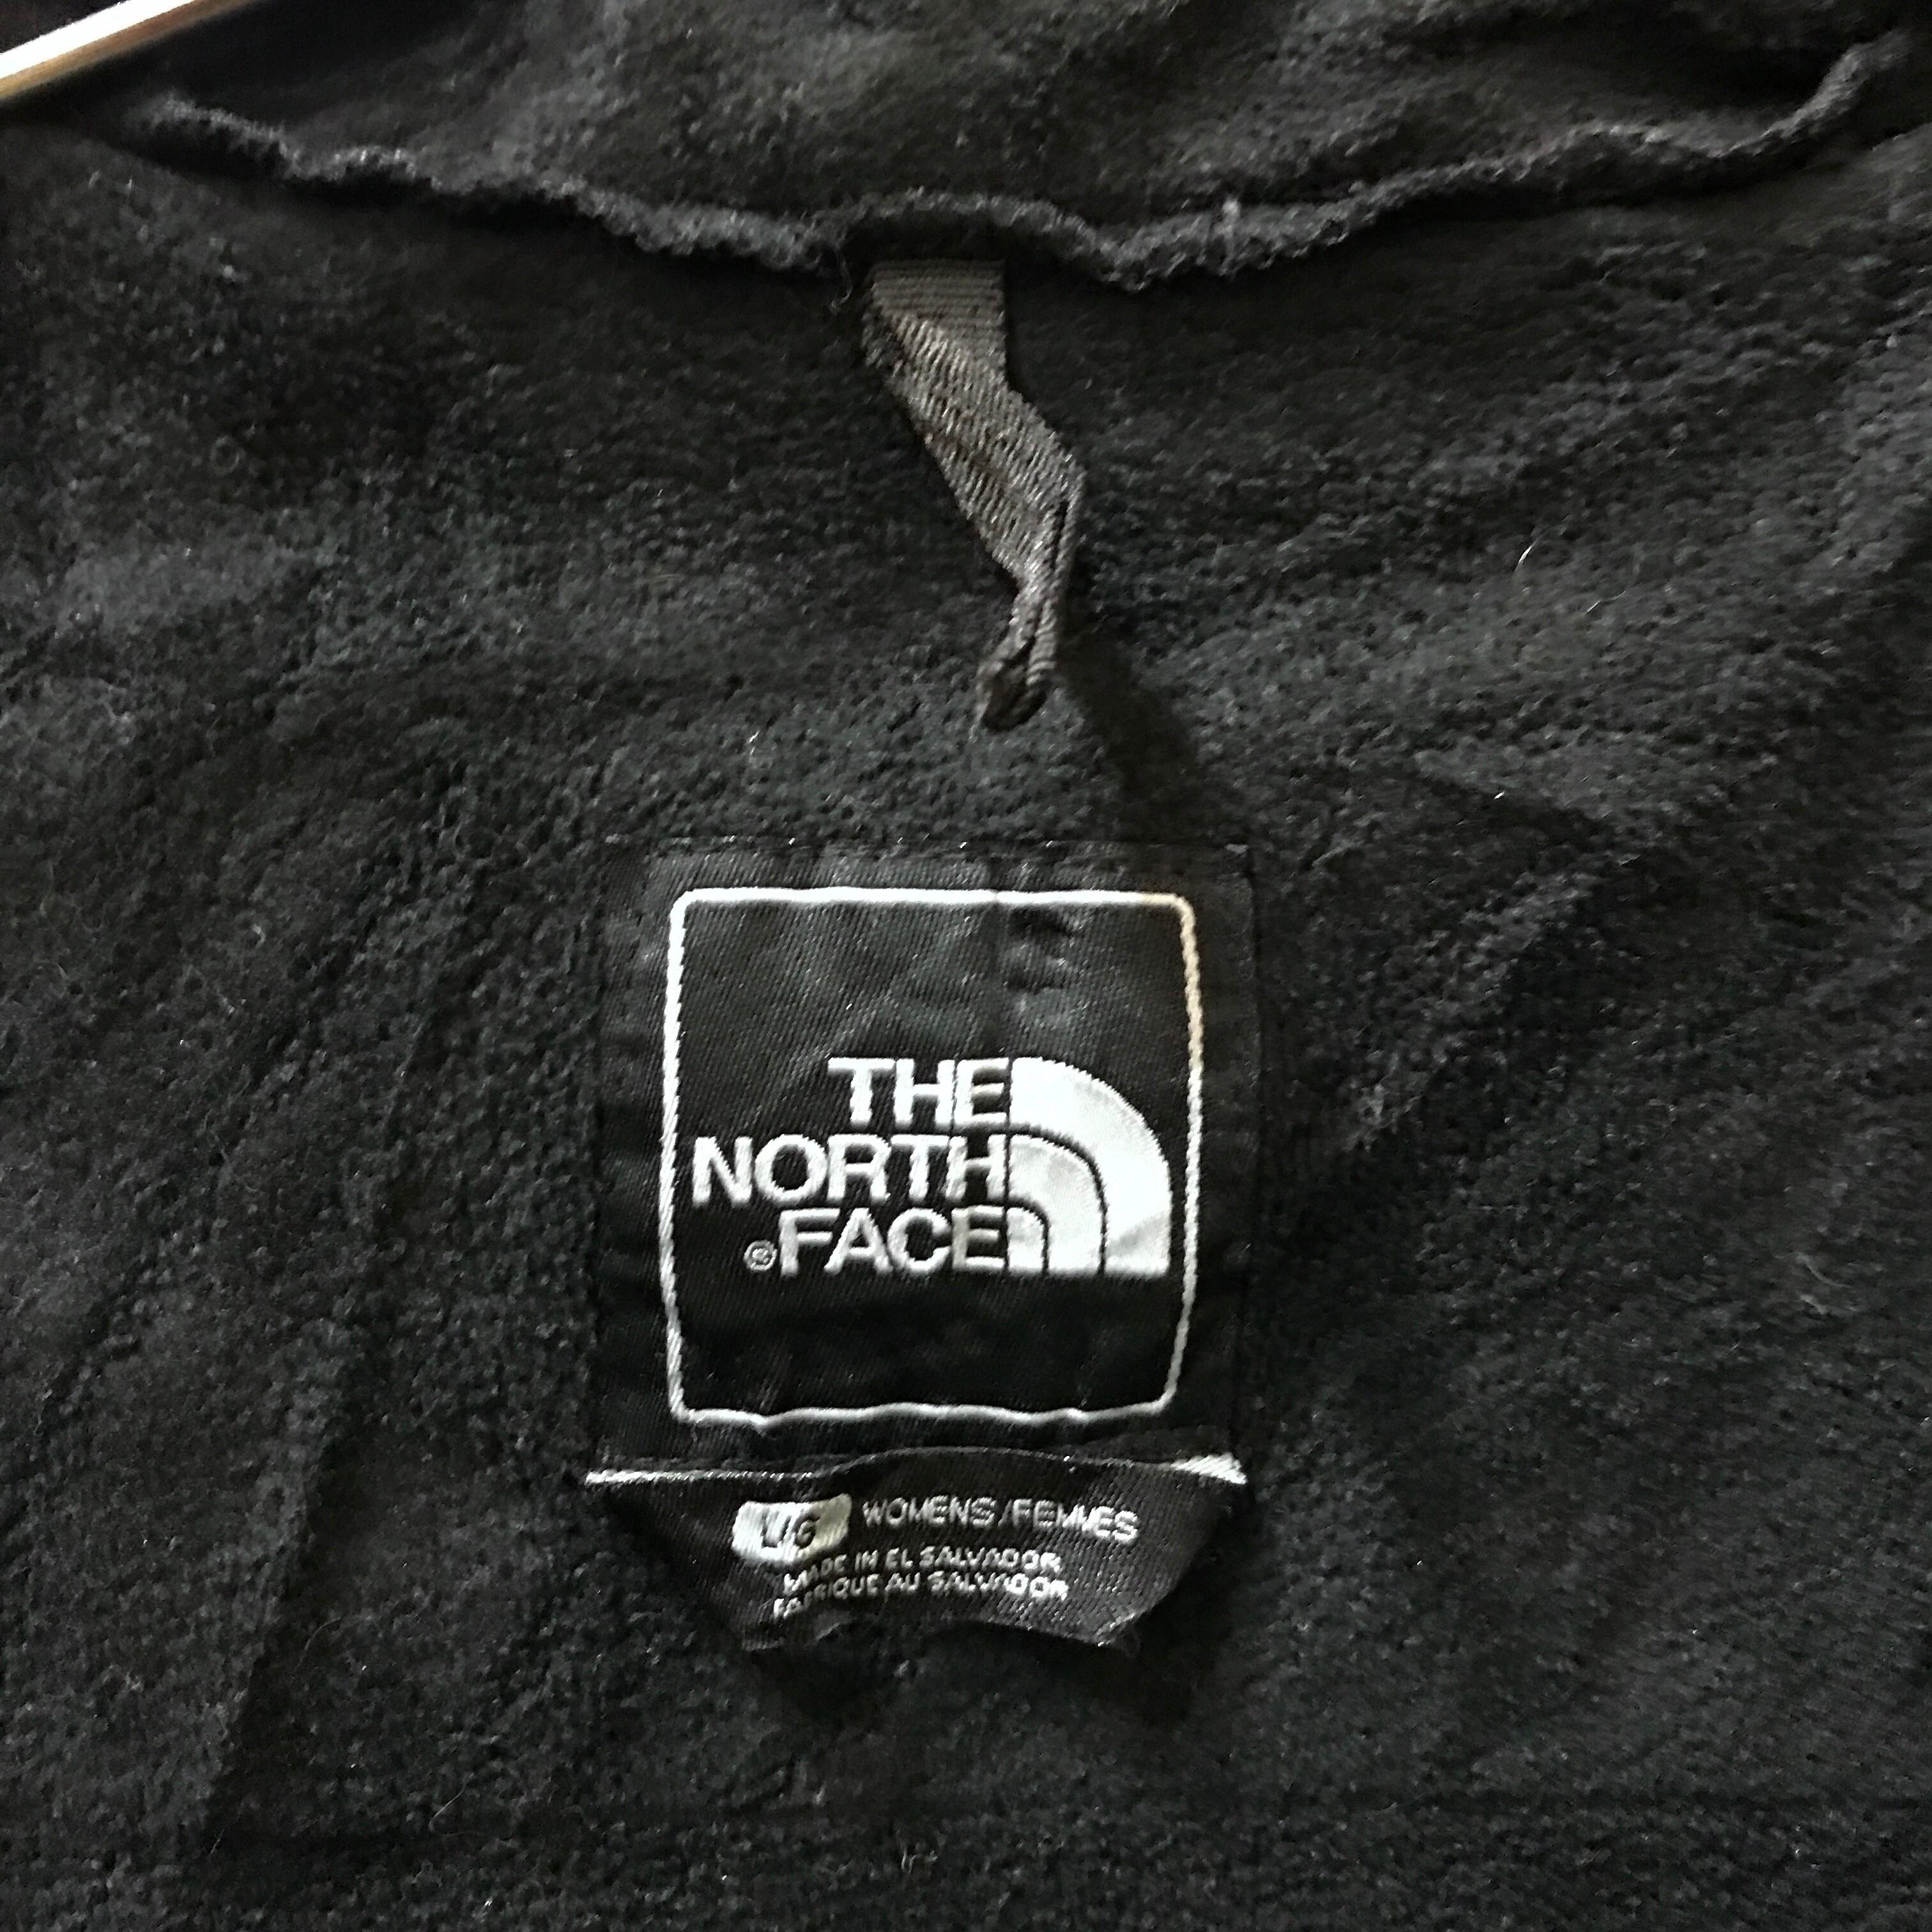 THE
NORTH
®FACE
L/G WOMENS/FEMMES
MADE IN EL SALVADOR
FABRIQUE AU SALVADOR